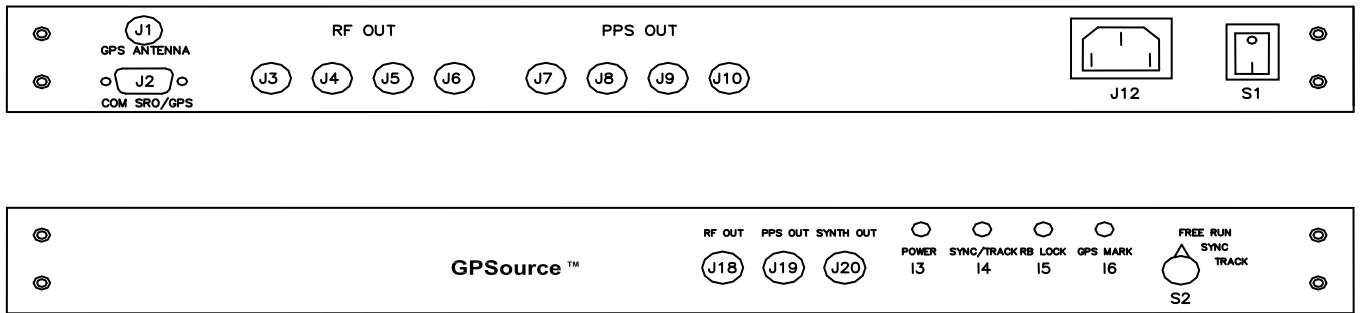 J1
GPS ANTENNA
RF OUT
PPS OUT
J2
COM SRO/GPS
J3 J4 J5 J6
J7 J8 J9 J10
J12
S1
RF OUT PPS OUT SYNTH OUT
J18 J19 J20
POWER SYNC/TRACK RB LOCK GPS MARK
I3 I4 I5 I6
FREE RUN
SYNC
TRACK
S2
GPSource ™